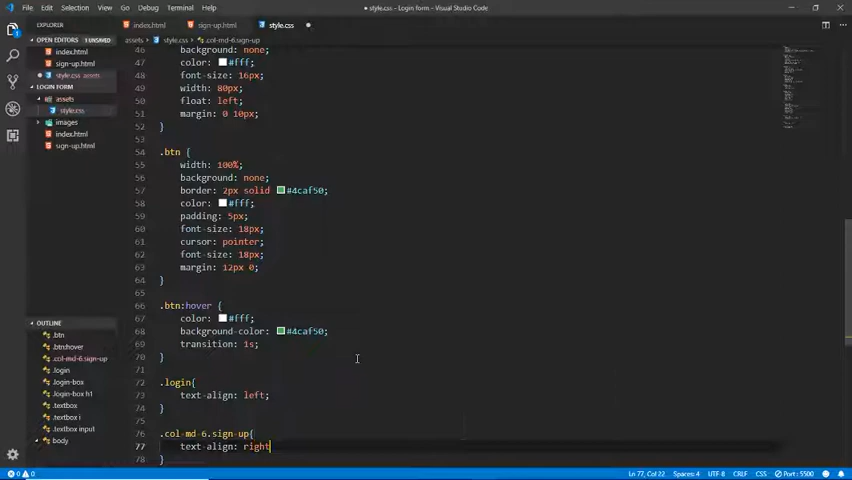 File Edit Selection View Go Debug Terminal Help
● style.css - Login form - Visual Studio Code
EXPLORER
index.html sign-up.html style.css ●
OPEN EDITORS 1 UNSAVED
assets style.css .col-md-6.sign-up
index.html
sign-up.html
style.css assets
LOGIN FORM
assets
style.css
images
index.html
sign-up.html
46 background: none;
47 color: #fff;
48 font-size: 16px;
49 width: 80px;
50 float: left;
51 margin: 0 10px;
52 }
53
54 .btn {
55 width: 100%;
56 background: none;
57 border: 2px solid #4caf50;
58 color: #fff;
59 padding: 5px;
60 font-size: 18px;
61 cursor: pointer;
62 font-size: 18px;
63 margin: 12px 0;
64 }
65
66 .btn:hover {
67 color: #fff;
68 background-color: #4caf50;
69 transition: 1s;
70 }
71
72 .login{
73 text-align: left;
74 }
75
76 .col-md-6.sign-up{
77 text-align: right
78 }
OUTLINE
.btn
.btn:hover
.col-md-6.sign-up
.login
.login-box
.login-box h1
.textbox
.textbox i
.textbox input
body
0 0
Ln 77, Col 22 Spaces: 4 UTF-8 CRLF CSS Port : 5500